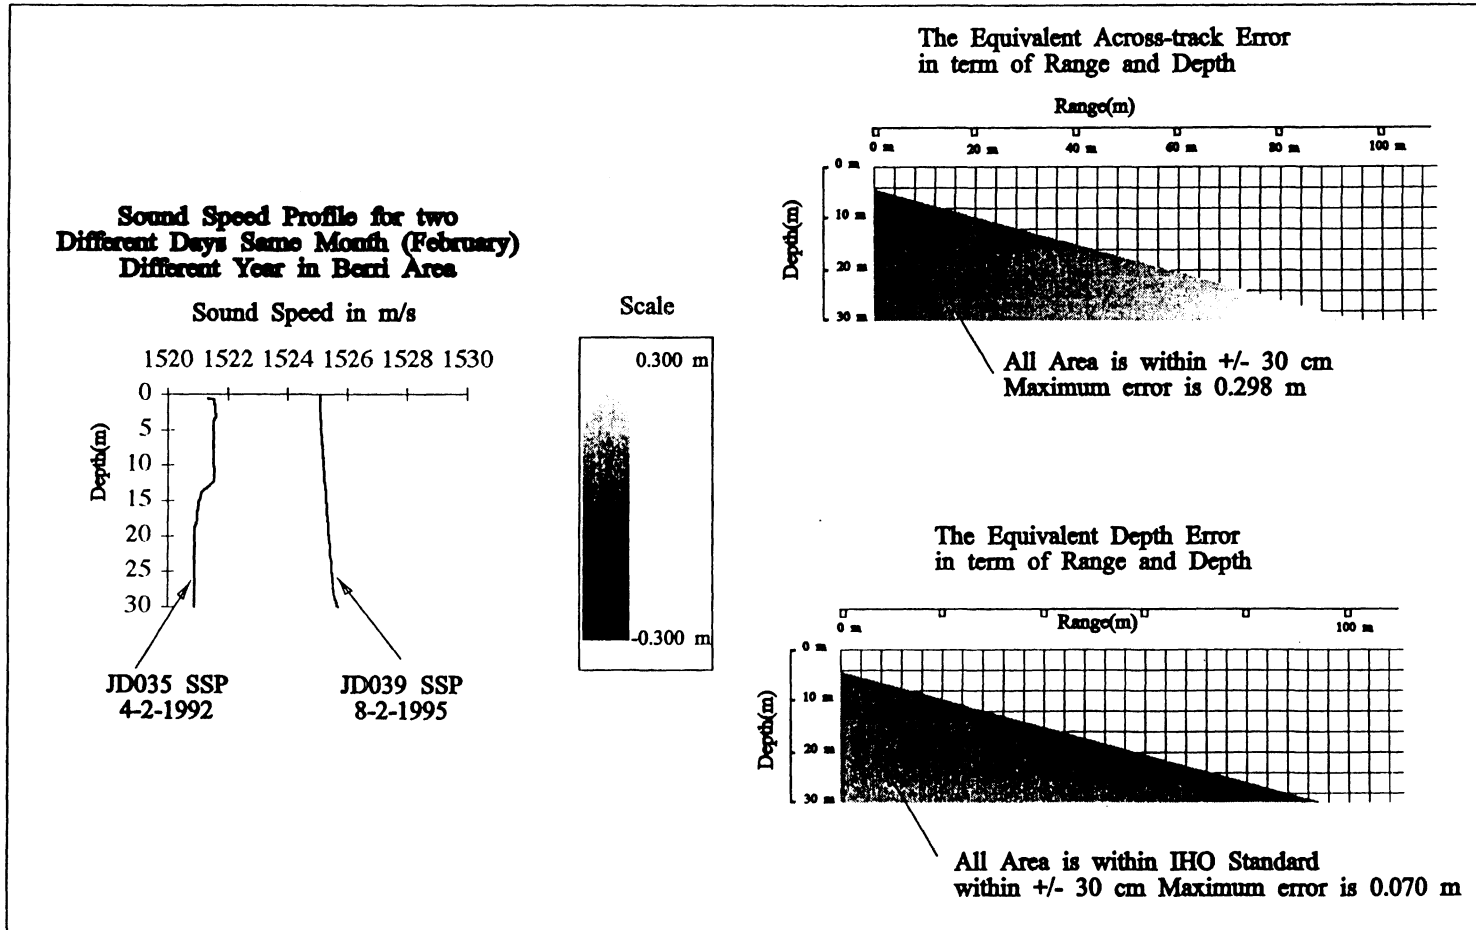 Sound Speed Profile for two
Different Days Same Month (February)
Different Year in Berri Area
Sound Speed in m/s
1520 1522 1524 1526 1528 1530
Depth(m)
0
5
10
15
20
25
30
JD035 SSP
4-2-1992
JD039 SSP
8-2-1995
Scale
0.300 m
-0.300 m
The Equivalent Across-track Error
in term of Range and Depth
Range(m)
0 m 20 m 40 m 60 m 80 m 100 m
Depth(m)
0 m
10 m
20 m
30 m
All Area is within +/- 30 cm
Maximum error is 0.298 m
The Equivalent Depth Error
in term of Range and Depth
0 m Range(m) 100 m
Depth(m)
0 m
10 m
20 m
30 m
All Area is within IHO Standard
within +/- 30 cm Maximum error is 0.070 m